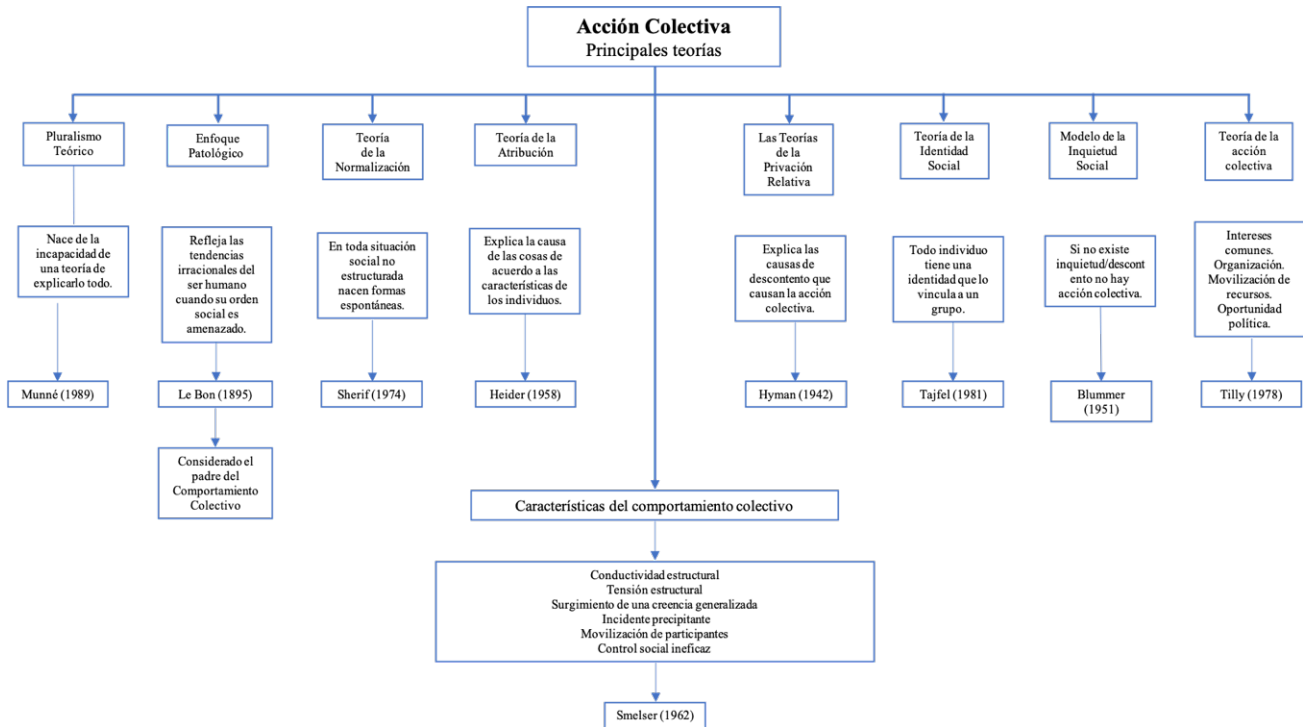 Acción Colectiva
Principales teorías
Pluralismo
Teórico
Enfoque
Patológico
Teoría
de la
Normalización
Teoría de la
Atribución
Las Teorías
de la
Privación
Relativa
Teoría de la
Identidad
Social
Modelo de la
Inquietud
Social
Teoría de la
acción
colectiva
Nace de la
incapacidad de
una teoría de
explicarlo todo.
Refleja las
tendencias
irracionales del
ser humano
cuando su orden
social es
amenazado.
En toda situación
social no
estructurada
nacen formas
espontáneas.
Explica la causa
de las cosas de
acuerdo a las
características de
los individuos.
Explica las
causas de
descontento que
causan la acción
colectiva.
Todo individuo
tiene una
identidad que lo
vincula a un
grupo.
Si no existe
inquietud/descont
ento no hay
acción colectiva.
Intereses
comunes.
Organización.
Movilización de
recursos.
Oportunidad
política.
Munné (1989)
Le Bon (1895)
Sherif (1974)
Heider (1958)
Hyman (1942)
Tajfel (1981)
Blummer
(1951)
Tilly (1978)
Considerado el
padre del
Comportamiento
Colectivo
Características del comportamiento colectivo
Conductividad estructural
Tensión estructural
Surgimiento de una creencia generalizada
Incidente precipitante
Movilización de participantes
Control social ineficaz
Smelser (1962)